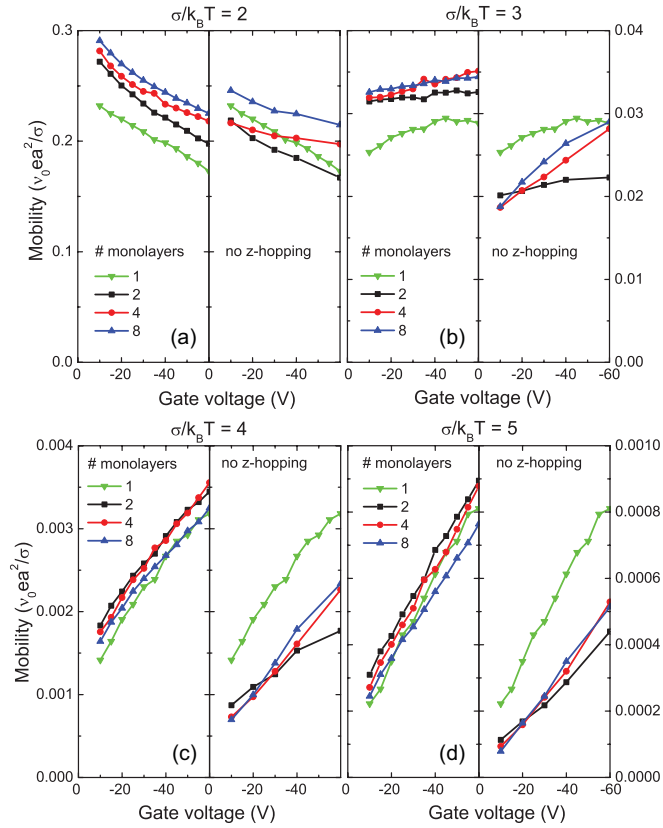 σ/k_BT = 2
σ/k_BT = 3
0.3
0.2
0.1
0.0
Mobility (ν₀ea²/σ)
# monolayers
1
2
4
8
(a)
no z-hopping
# monolayers
1
2
4
8
(b)
no z-hopping
0.04
0.03
0.02
0.01
0.00
0 -20 -40 0 -20 -40 0 -20 -40 0 -20 -40 -60
Gate voltage (V)
Gate voltage (V)
σ/k_BT = 4
σ/k_BT = 5
0.004
0.003
0.002
0.001
0.000
Mobility (ν₀ea²/σ)
# monolayers
1
2
4
8
(c)
no z-hopping
# monolayers
1
2
4
8
(d)
no z-hopping
0.0010
0.0008
0.0006
0.0004
0.0002
0.0000
0 -20 -40 0 -20 -40 0 -20 -40 0 -20 -40 -60
Gate voltage (V)
Gate voltage (V)